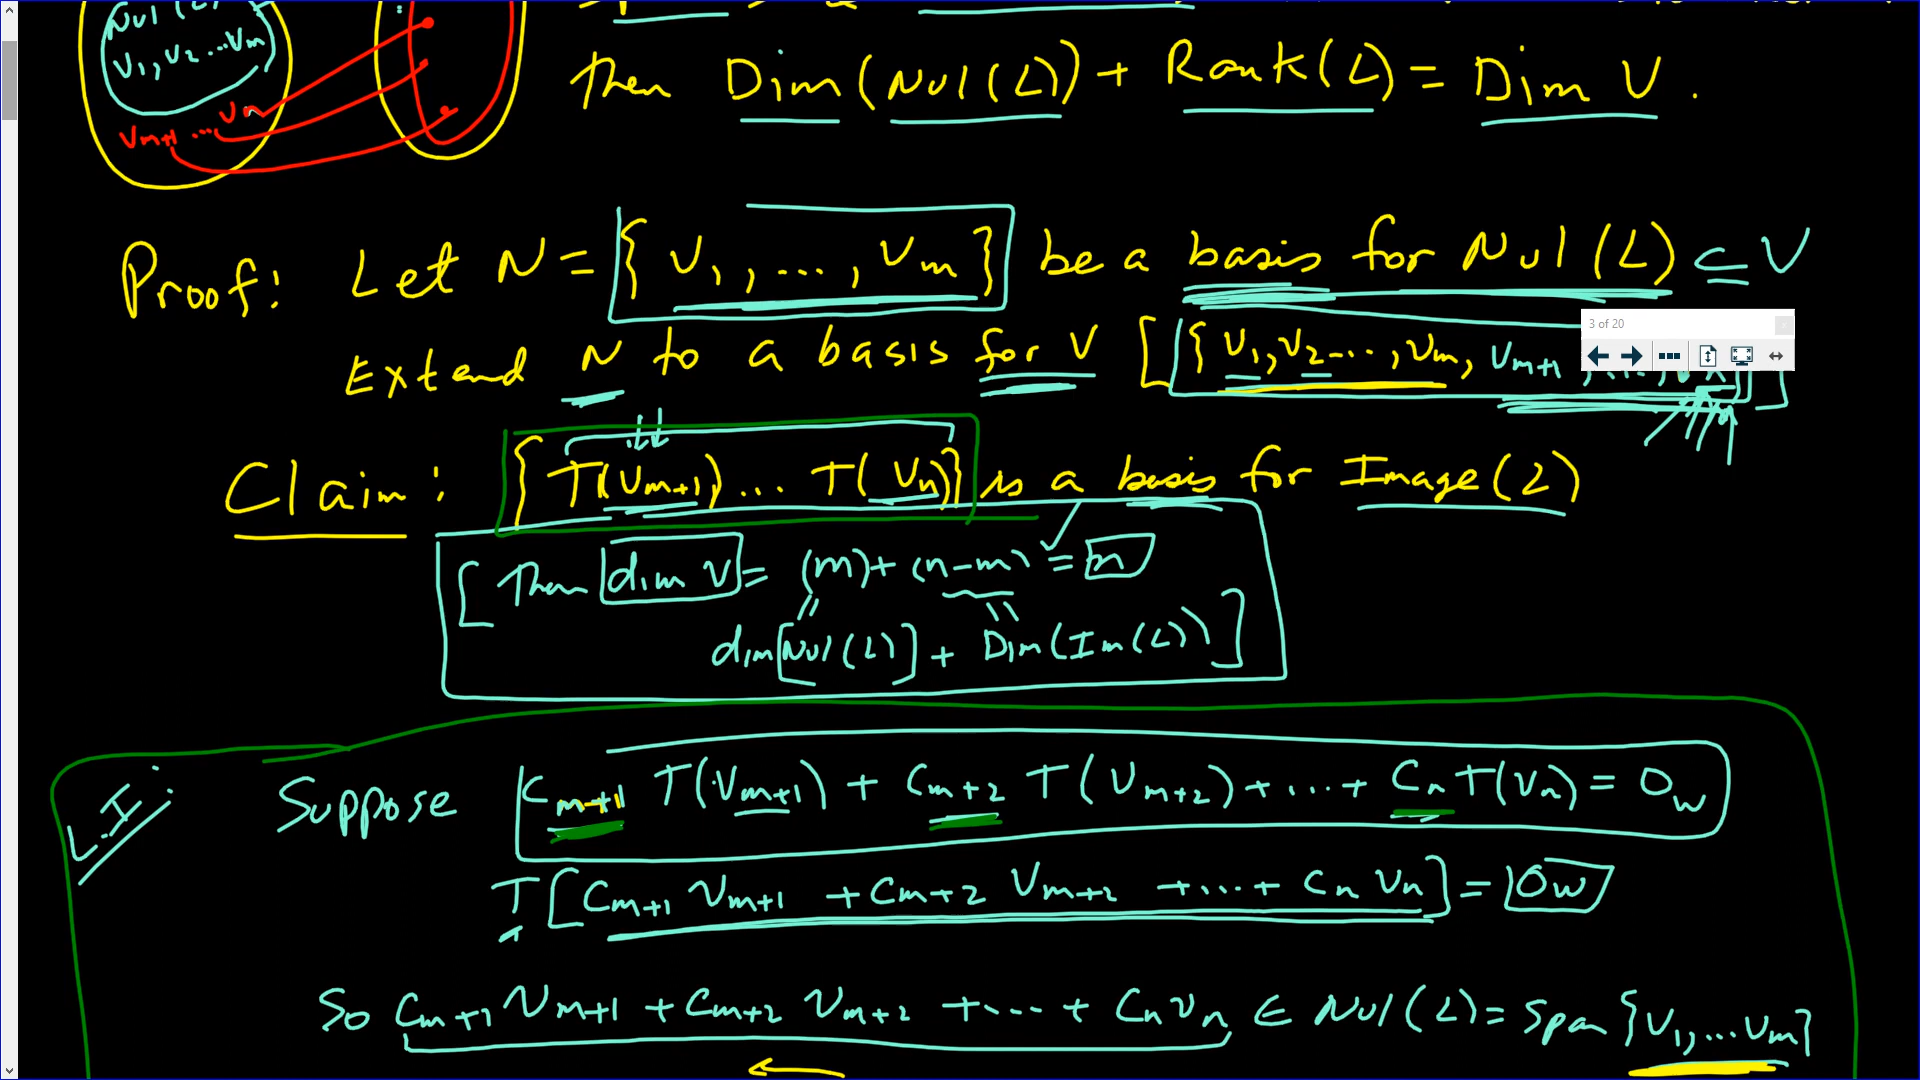 Nul(L)
V1, V2 ... Vm
Vm+1 ... Vn
then Dim(Nul(L)) + Rank(L) = Dim V.
Proof: Let N = { V1, ..., Vm } be a basis for Nul(L) ⊆ V
Extend N to a basis for V [ { V1, V2 ..., Vm, Vm+1
3 of 20
Claim: { T(Vm+1) ... T(Vn) } is a basis for Image(L)
[ Then dim V = (m) + (n-m) = n
dim[Nul(L)] + Dim(Im(L)) ]
L.I: Suppose Cm+1 T(Vm+1) + Cm+2 T(Vm+2) + ... + Cn T(Vn) = 0w
T [ Cm+1 Vm+1 + Cm+2 Vm+2 + ... + Cn Vn ] = 0w
So Cm+1 Vm+1 + Cm+2 Vm+2 + ... + Cn Vn ∈ Nul(L) = Span {V1, ... Vm}